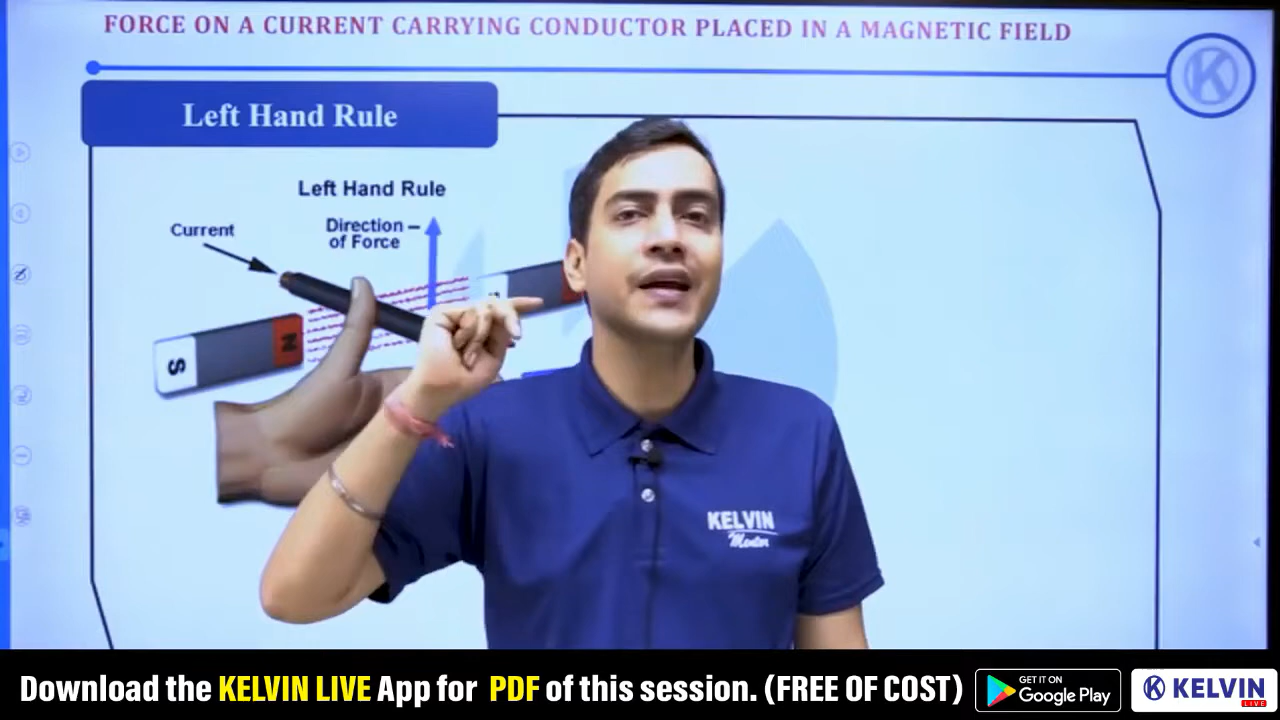 FORCE ON A CURRENT CARRYING CONDUCTOR PLACED IN A MAGNETIC FIELD
K
Left Hand Rule
Left Hand Rule
Current
Direction –
of Force
S
N
KELVIN
Mentor
Download the KELVIN LIVE App for PDF of this session. (FREE OF COST)
GET IT ON
Google Play
K KELVIN
LIVE